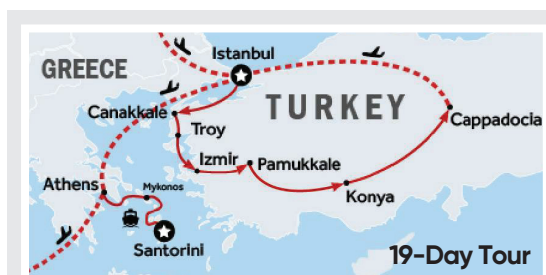 Istanbul
GREECE
TURKEY
Canakkale
Cappadocia
Troy
Izmir
Pamukkale
Athens
Mykonos
Konya
Santorini
19-Day Tour